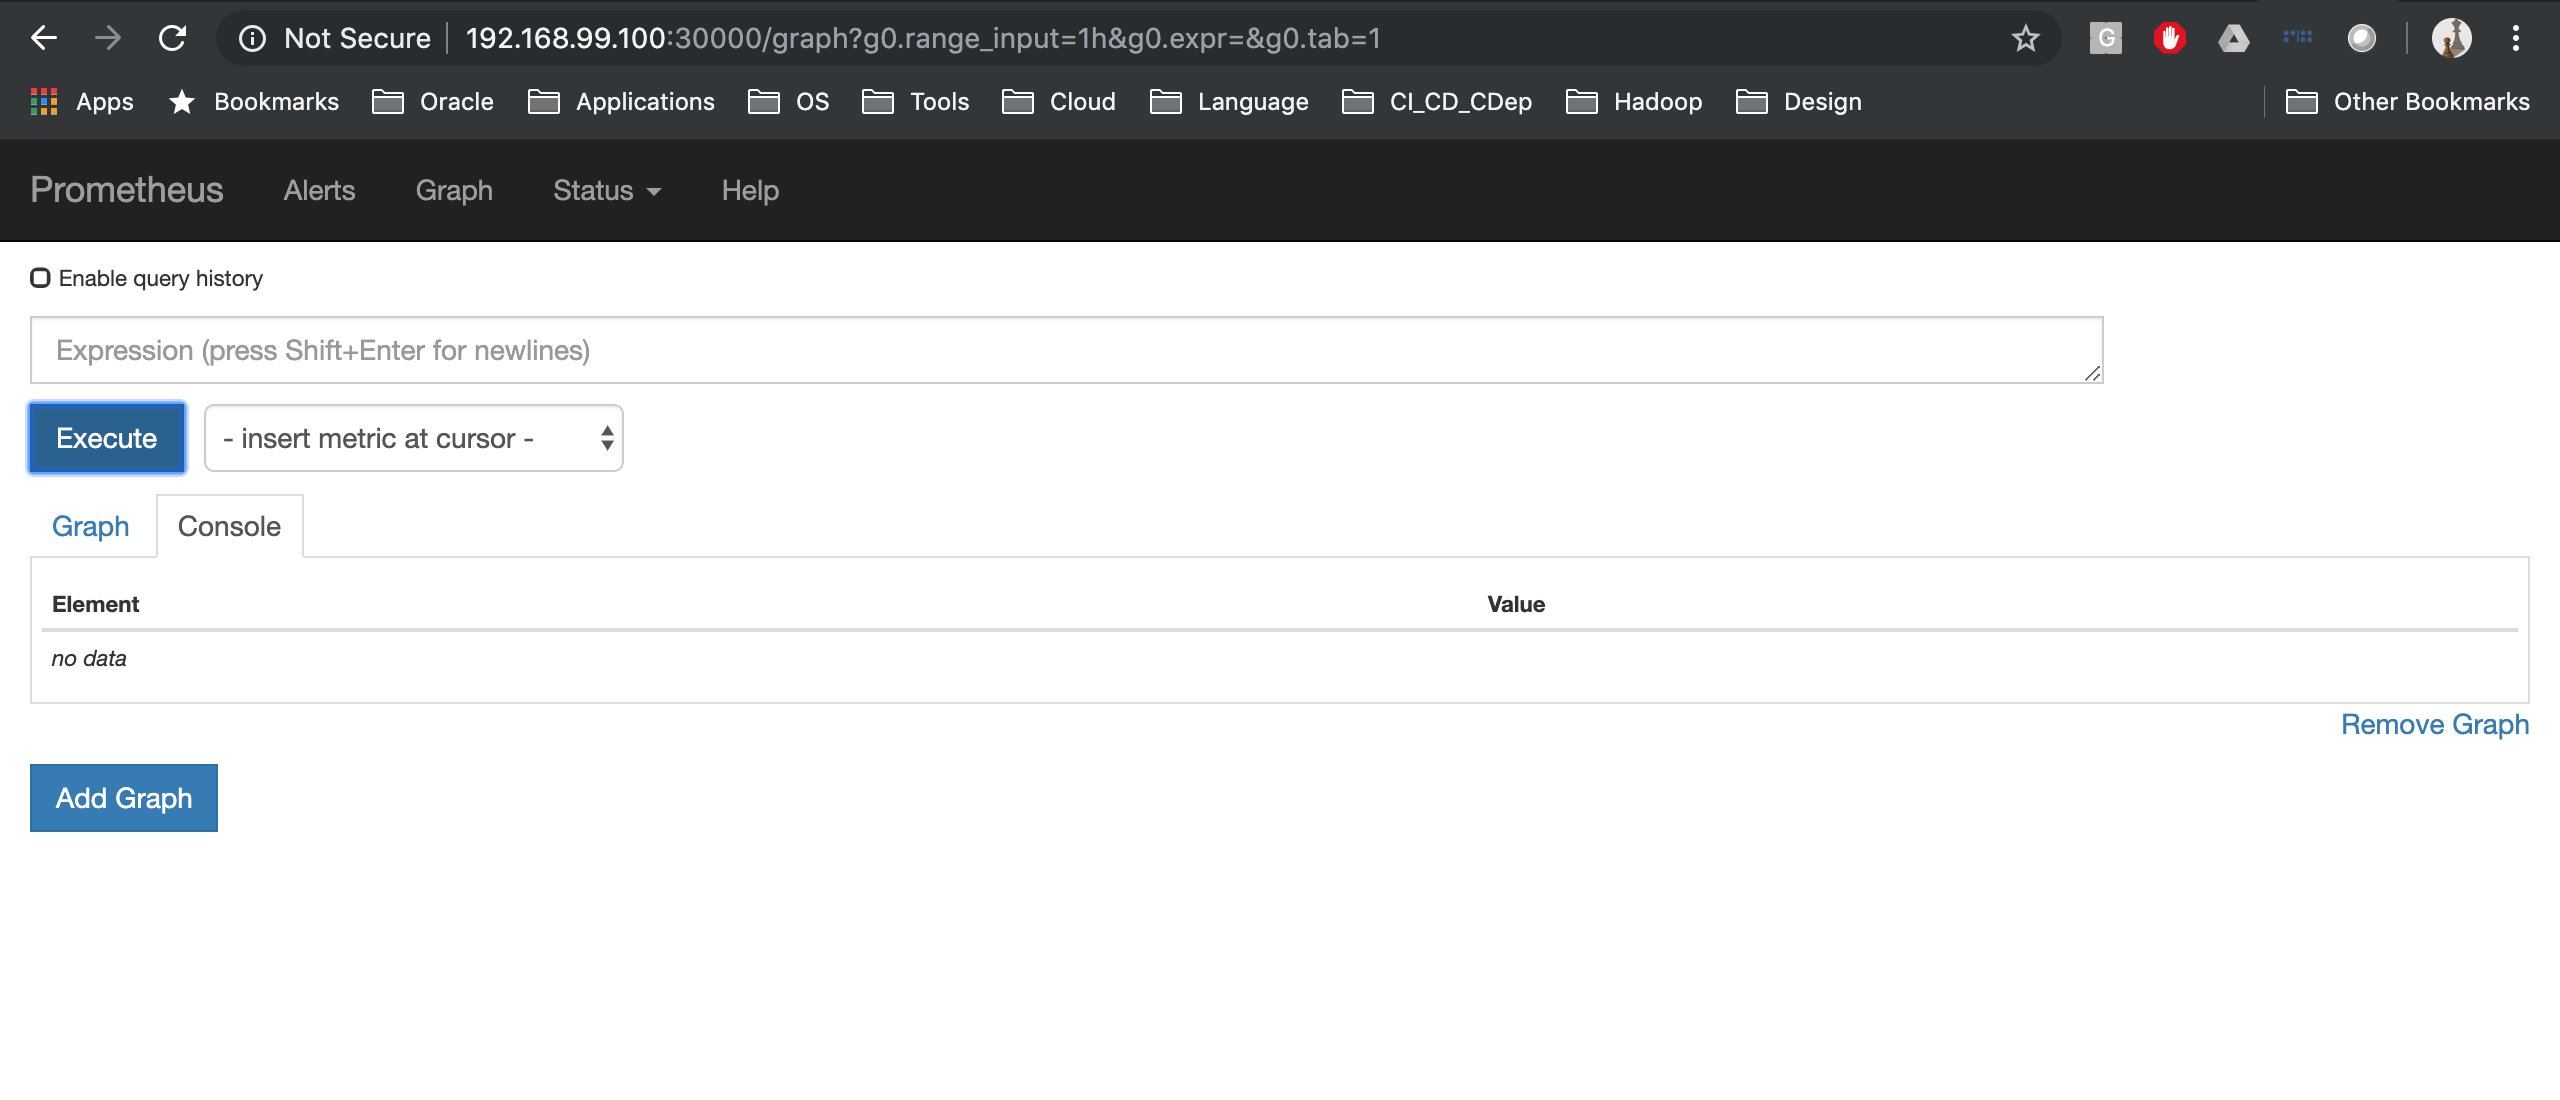 Not Secure 192.168.99.100:30000/graph?g0.range_input=1h&g0.expr=&g0.tab=1 G
Apps Bookmarks Oracle Applications OS Tools Cloud Language CI_CD_CDep Hadoop Design Other Bookmarks
Prometheus Alerts Graph Status Help
Enable query history
Expression (press Shift+Enter for newlines)
Execute - insert metric at cursor -
Graph Console
Element Value
no data
Remove Graph
Add Graph